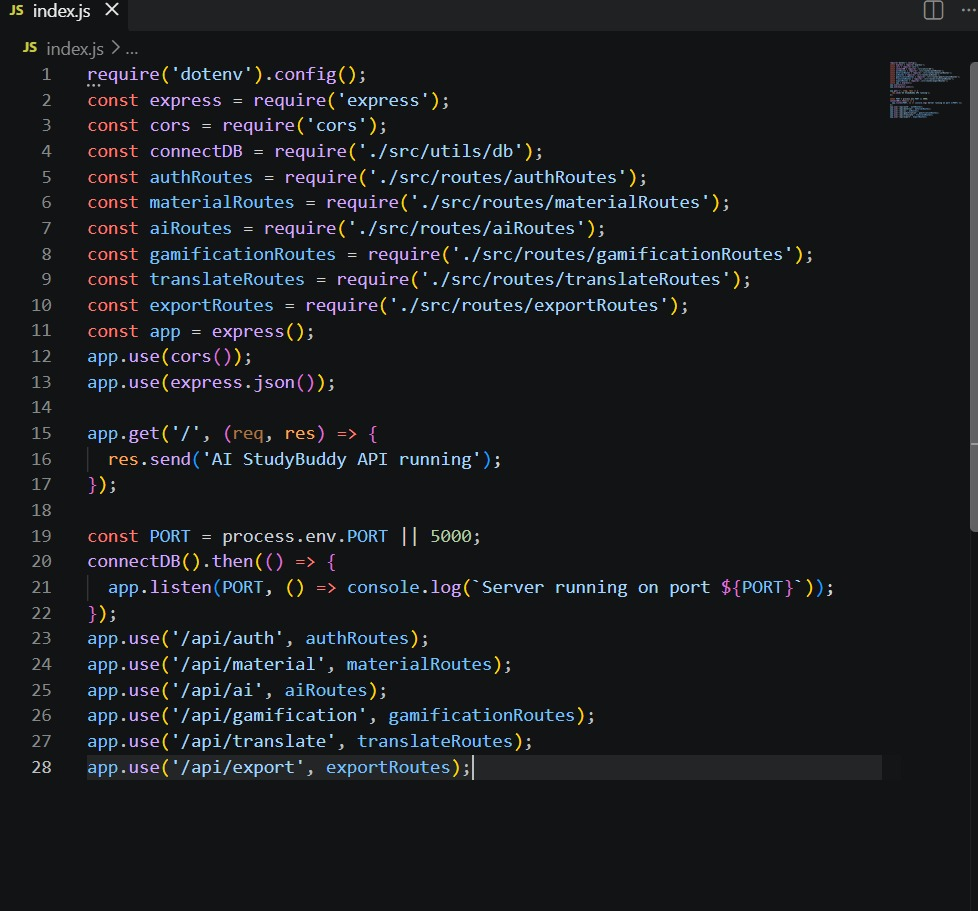 JS index.js ×
JS index.js > ...
1 require('dotenv').config();
2 const express = require('express');
3 const cors = require('cors');
4 const connectDB = require('./src/utils/db');
5 const authRoutes = require('./src/routes/authRoutes');
6 const materialRoutes = require('./src/routes/materialRoutes');
7 const aiRoutes = require('./src/routes/aiRoutes');
8 const gamificationRoutes = require('./src/routes/gamificationRoutes');
9 const translateRoutes = require('./src/routes/translateRoutes');
10 const exportRoutes = require('./src/routes/exportRoutes');
11 const app = express();
12 app.use(cors());
13 app.use(express.json());
14
15 app.get('/', (req, res) => {
16   res.send('AI StudyBuddy API running');
17 });
18
19 const PORT = process.env.PORT || 5000;
20 connectDB().then(() => {
21   app.listen(PORT, () => console.log(`Server running on port ${PORT}`));
22 });
23 app.use('/api/auth', authRoutes);
24 app.use('/api/material', materialRoutes);
25 app.use('/api/ai', aiRoutes);
26 app.use('/api/gamification', gamificationRoutes);
27 app.use('/api/translate', translateRoutes);
28 app.use('/api/export', exportRoutes);